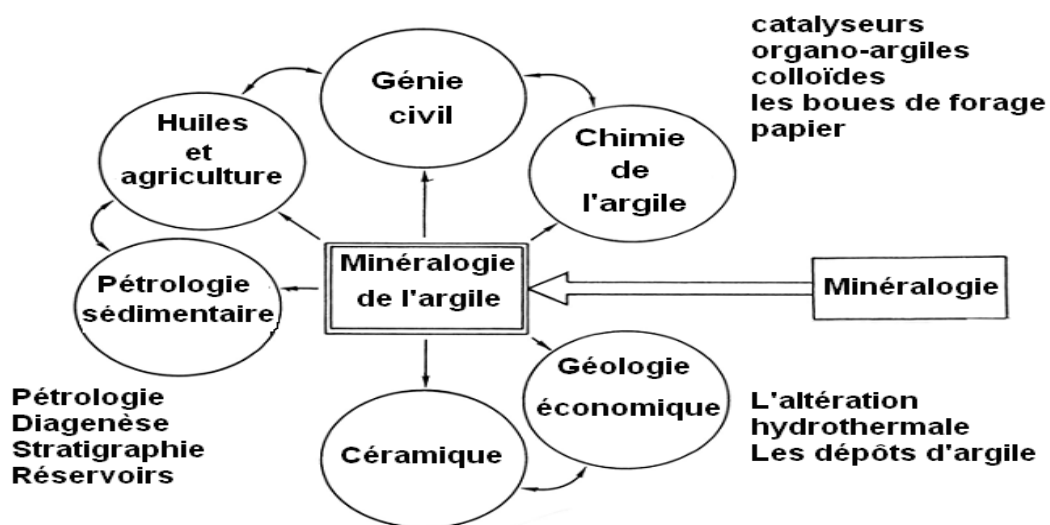 catalyseurs
organo-argiles
colloïdes
les boues de forage
papier
Génie
civil
Huiles
et
agriculture
Chimie
de
l'argile
Minéralogie
de l'argile
Minéralogie
Pétrologie
sédimentaire
Géologie
économique
Céramique
Pétrologie
Diagenèse
Stratigraphie
Réservoirs
L'altération
hydrothermale
Les dépôts d'argile